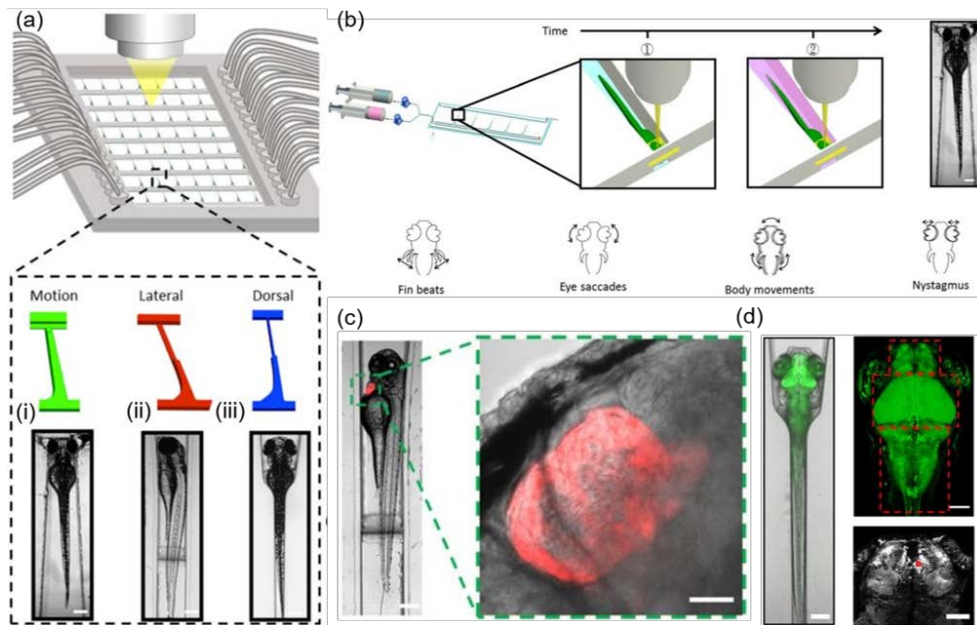 (a)
Motion
Lateral
Dorsal
(i)
(ii)
(iii)
(b)
Time
①
②
Fin beats
Eye saccades
Body movements
Nystagmus
(c)
(d)